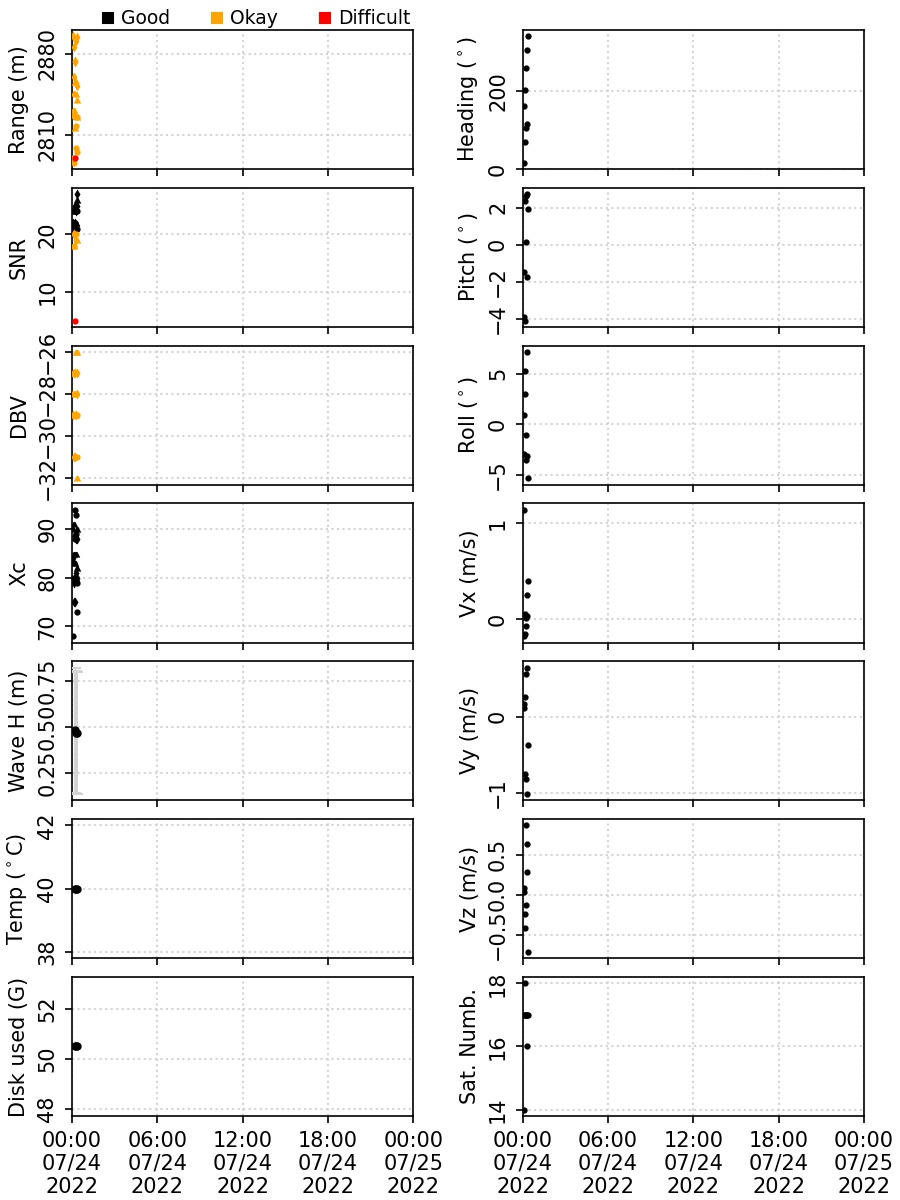 Good Okay Difficult
Range (m)
2880
2810
Heading (°)
200
0
SNR
20
10
Pitch (°)
2
0
−2
−4
DBV
−26
−28
−30
−32
Roll (°)
5
0
−5
Xc
90
80
70
Vx (m/s)
1
0
Wave H (m)
0.75
0.50
0.25
Vy (m/s)
0
−1
Temp (°C)
42
40
38
Vz (m/s)
0.5
0.0
−0.5
Disk used (G)
52
50
48
Sat. Numb.
18
16
14
00:00 06:00 12:00 18:00 00:00
07/24 07/24 07/24 07/24 07/25
2022 2022 2022 2022 2022
00:00 06:00 12:00 18:00 00:00
07/24 07/24 07/24 07/24 07/25
2022 2022 2022 2022 2022